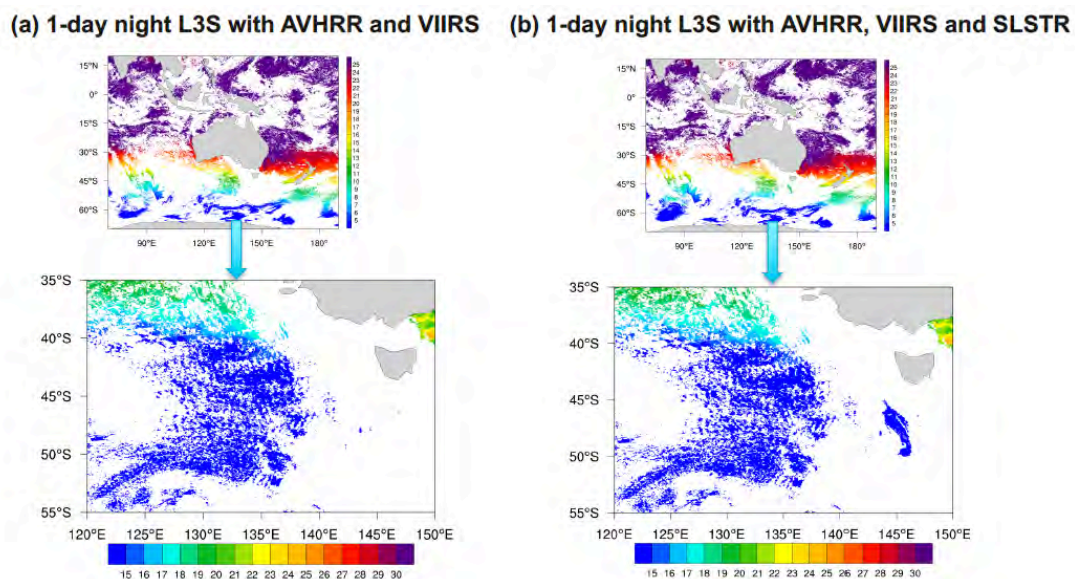 (a) 1-day night L3S with AVHRR and VIIRS
(b) 1-day night L3S with AVHRR, VIIRS and SLSTR
15°N
0°
15°S
30°S
45°S
60°S
90°E 120°E 150°E 180°
15°N
0°
15°S
30°S
45°S
60°S
90°E 120°E 150°E 180°
35°S
40°S
45°S
50°S
55°S
120°E 125°E 130°E 135°E 140°E 145°E 150°E
15 16 17 18 19 20 21 22 23 24 25 26 27 28 29 30
35°S
40°S
45°S
50°S
55°S
120°E 125°E 130°E 135°E 140°E 145°E 150°E
15 16 17 18 19 20 21 22 23 24 25 26 27 28 29 30